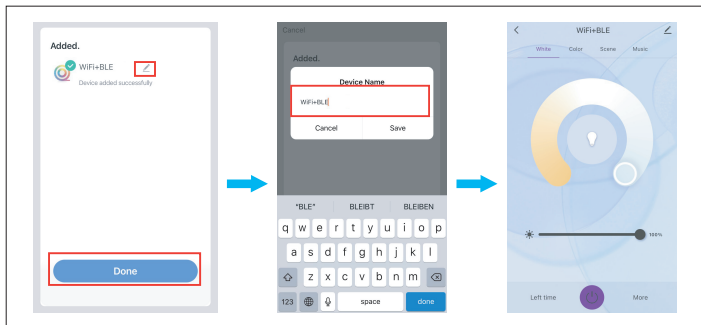 Added.
WiFi+BLE
Device added successfully
Done
Cancel
Added.
Device Name
WiFi+BLE
Cancel
Save
"BLE"
BLEIBT
BLEIBEN
q w e r t y u i o p
a s d f g h j k l
z x c v b n m
123
space
done
WiFi+BLE
White
Color
Scene
Music
100%
Left time
More